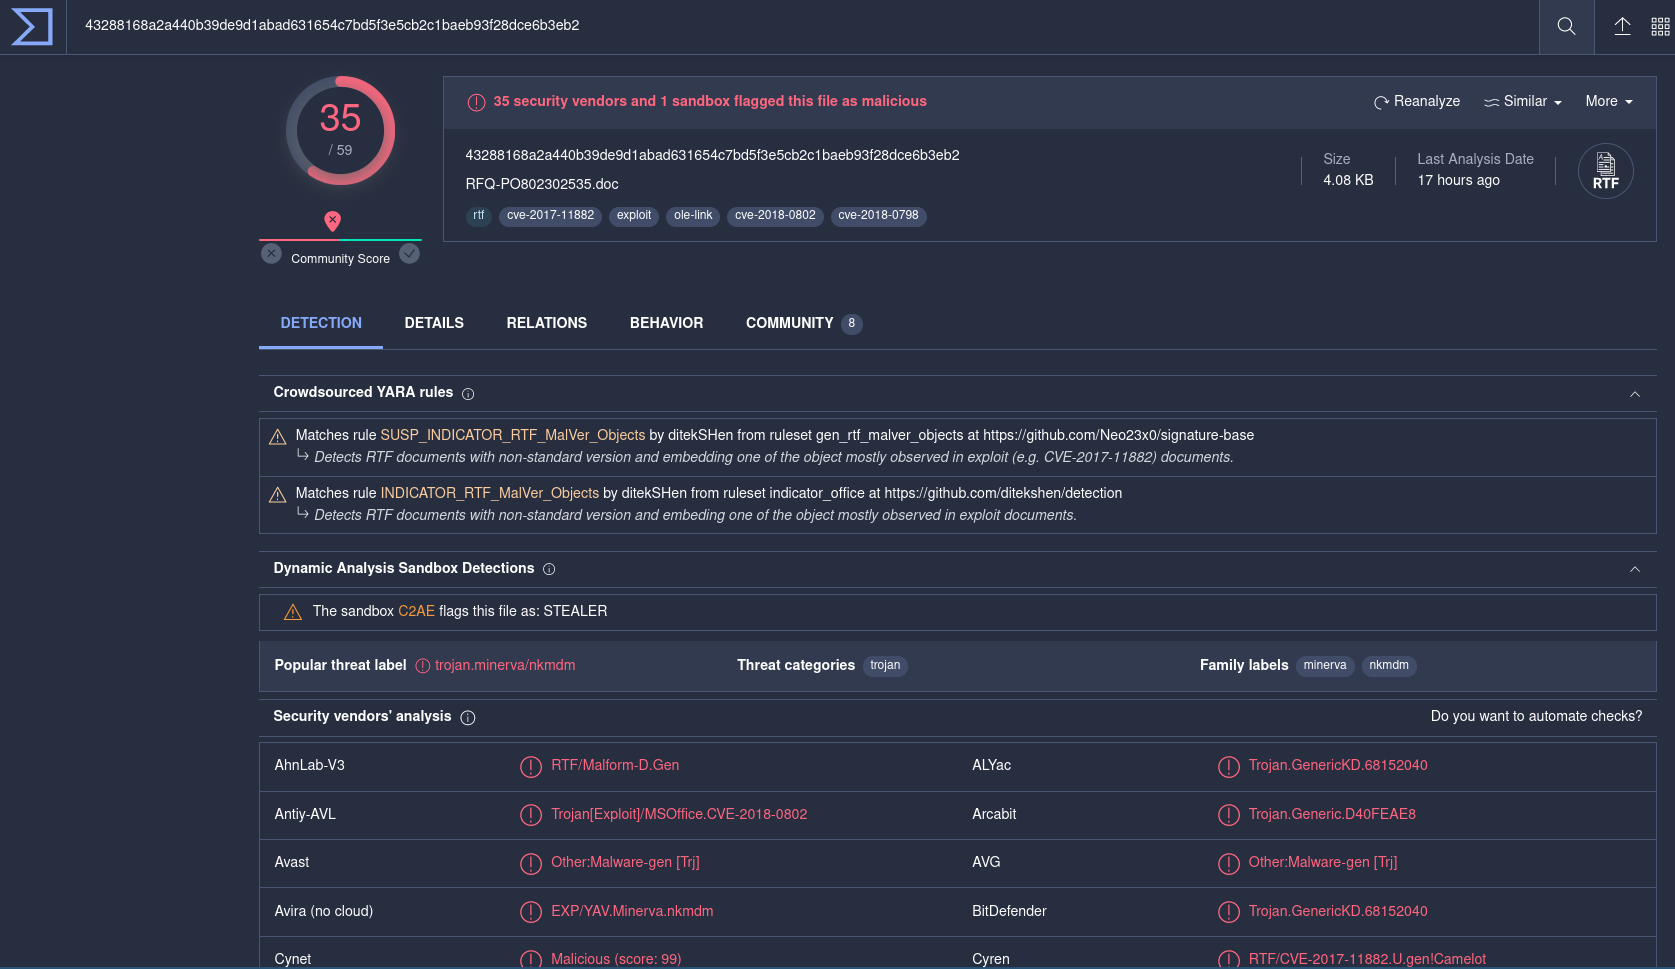 43288168a2a440b39de9d1abad631654c7bd5f3e5cb2c1baeb93f28dce6b3eb2
35
/ 59
Community Score
35 security vendors and 1 sandbox flagged this file as malicious
Reanalyze
Similar
More
43288168a2a440b39de9d1abad631654c7bd5f3e5cb2c1baeb93f28dce6b3eb2
RFQ-PO802302535.doc
rtf cve-2017-11882 exploit ole-link cve-2018-0802 cve-2018-0798
Size
4.08 KB
Last Analysis Date
17 hours ago
RTF
DETECTION DETAILS RELATIONS BEHAVIOR COMMUNITY 8
Crowdsourced YARA rules
Matches rule SUSP_INDICATOR_RTF_MalVer_Objects by ditekSHen from ruleset gen_rtf_malver_objects at https://github.com/Neo23x0/signature-base
Detects RTF documents with non-standard version and embedding one of the object mostly observed in exploit (e.g. CVE-2017-11882) documents.
Matches rule INDICATOR_RTF_MalVer_Objects by ditekSHen from ruleset indicator_office at https://github.com/ditekshen/detection
Detects RTF documents with non-standard version and embeding one of the object mostly observed in exploit documents.
Dynamic Analysis Sandbox Detections
The sandbox C2AE flags this file as: STEALER
Popular threat label trojan.minerva/nkmdm Threat categories trojan Family labels minerva nkmdm
Security vendors' analysis Do you want to automate checks?
AhnLab-V3 RTF/Malform-D.Gen ALYac Trojan.GenericKD.68152040
Antiy-AVL Trojan[Exploit]/MSOffice.CVE-2018-0802 Arcabit Trojan.Generic.D40FEAE8
Avast Other:Malware-gen [Trj] AVG Other:Malware-gen [Trj]
Avira (no cloud) EXP/YAV.Minerva.nkmdm BitDefender Trojan.GenericKD.68152040
Cynet Malicious (score: 99) Cyren RTF/CVE-2017-11882.U.gen!Camelot